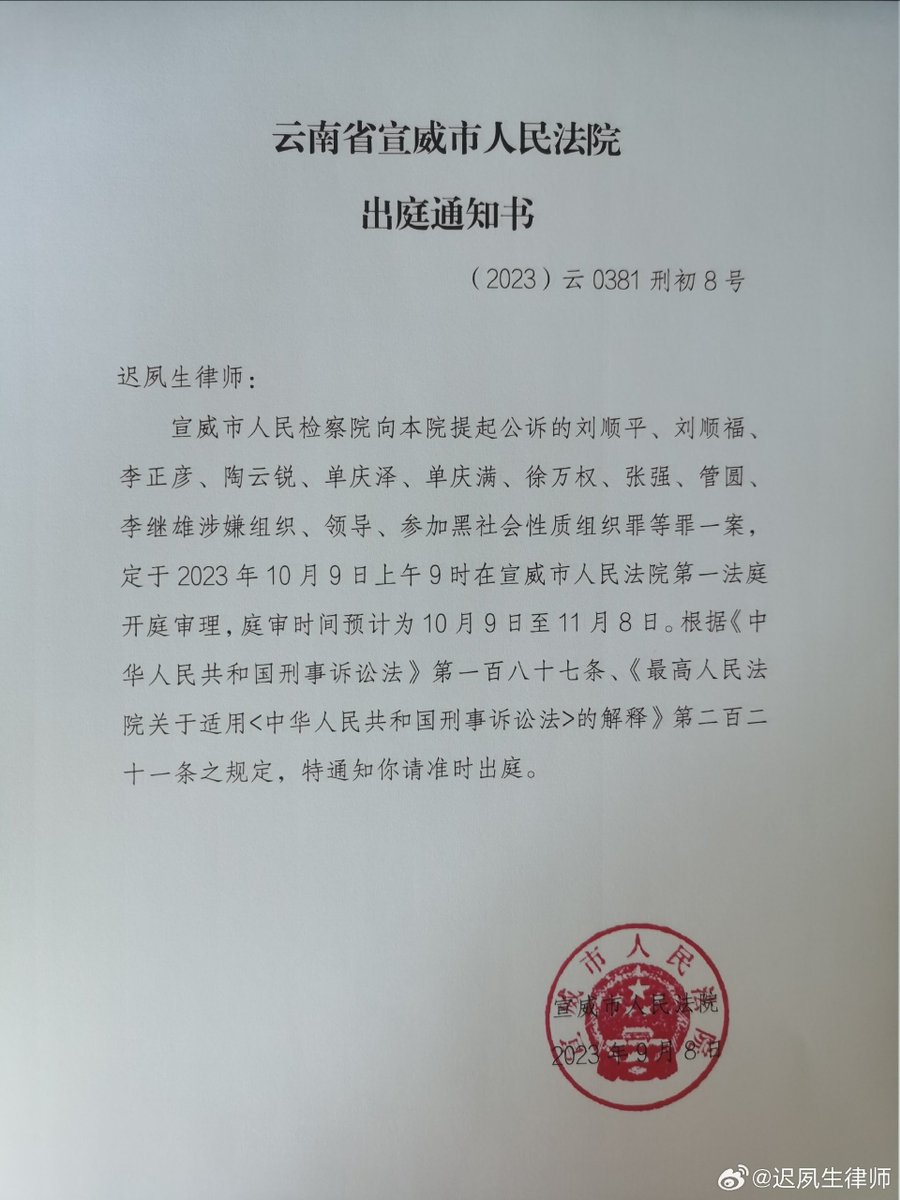 云南省宣威市人民法院
出庭通知书
（2023）云 0381 刑初 8 号
迟夙生律师：
宣威市人民检察院向本院提起公诉的刘顺平、刘顺福、
李正彦、陶云锐、单庆泽、单庆满、徐万权、张强、管圆、
李继雄涉嫌组织、领导、参加黑社会性质组织罪等罪一案，
定于 2023 年 10 月 9 日上午 9 时在宣威市人民法院第一法庭
开庭审理，庭审时间预计为 10 月 9 日至 11 月 8 日。根据《中
华人民共和国刑事诉讼法》第一百八十七条、《最高人民法
院关于适用<中华人民共和国刑事诉讼法>的解释》第二百二
十一条之规定，特通知你请准时出庭。
宣威市人民法院
宣威市人民法院
2023 年 9 月 8 日
@迟夙生律师